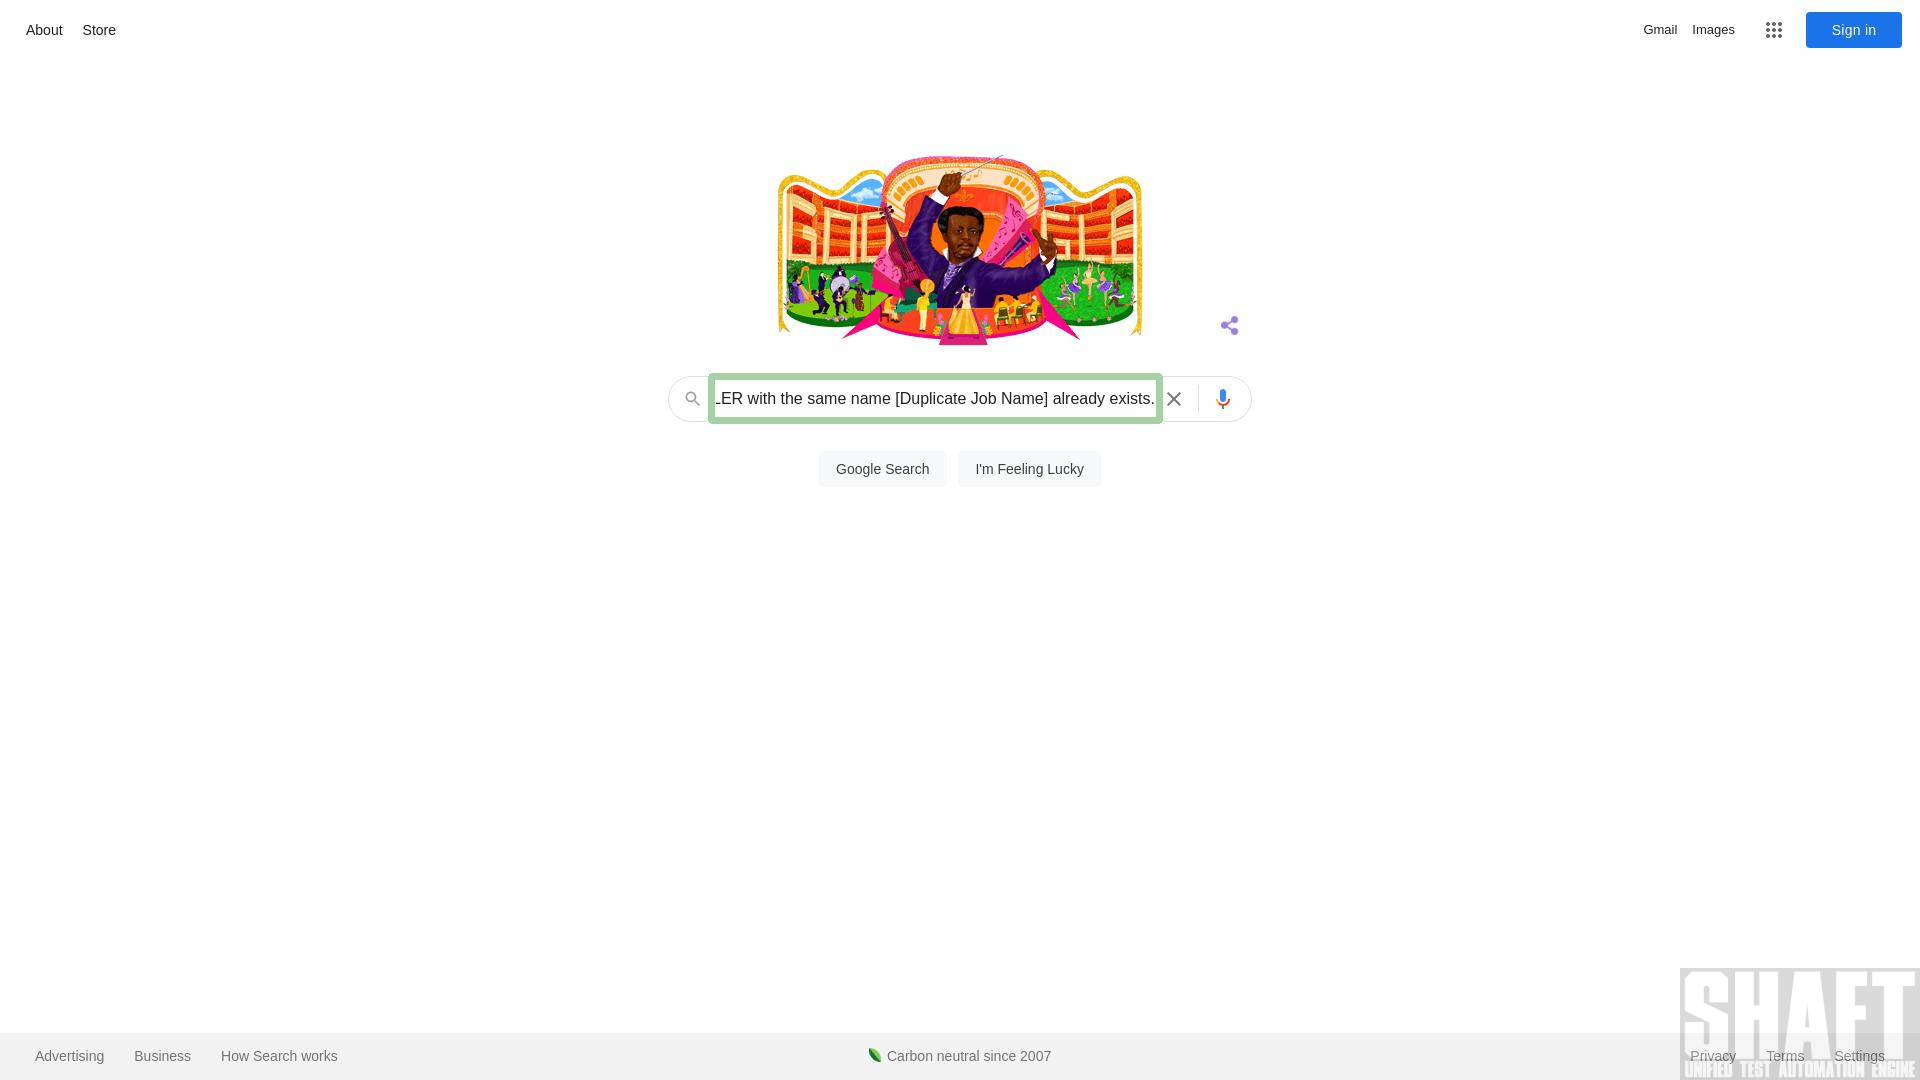 About Store
Gmail Images Sign in
LER with the same name [Duplicate Job Name] already exists.
Google Search I'm Feeling Lucky
Advertising Business How Search works
Carbon neutral since 2007
Privacy Terms Settings
SHAFT
UNIFIED TEST AUTOMATION ENGINE